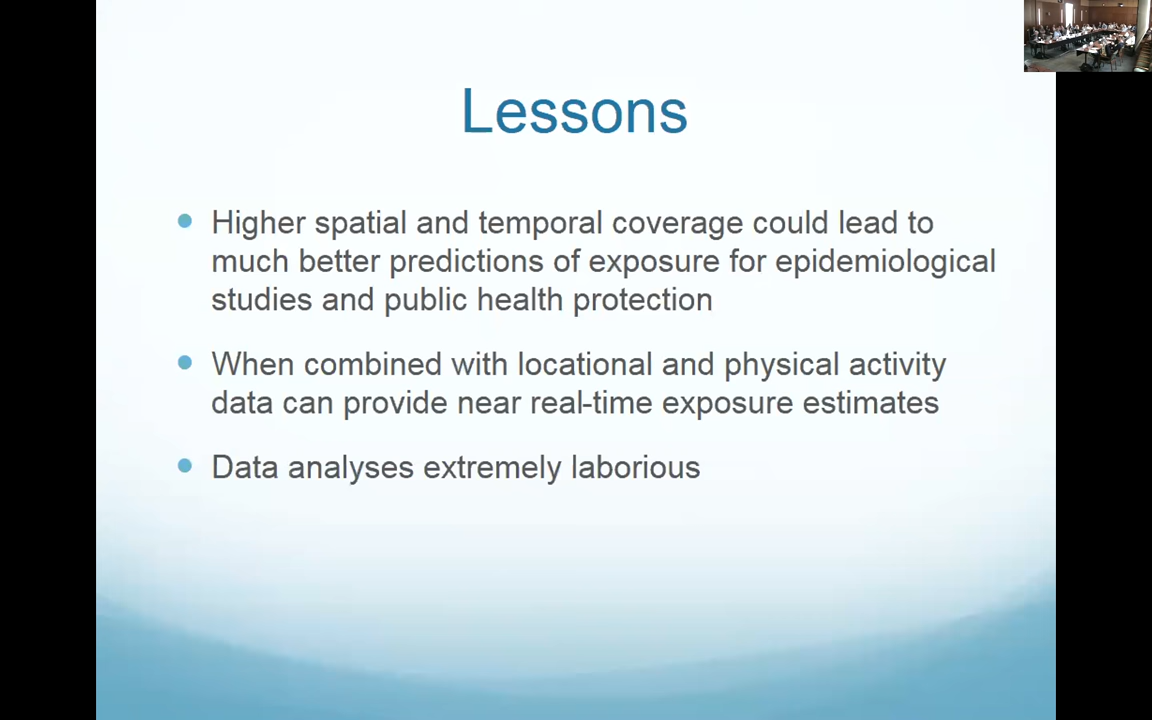 Lessons
Higher spatial and temporal coverage could lead to
much better predictions of exposure for epidemiological
studies and public health protection
When combined with locational and physical activity
data can provide near real-time exposure estimates
Data analyses extremely laborious